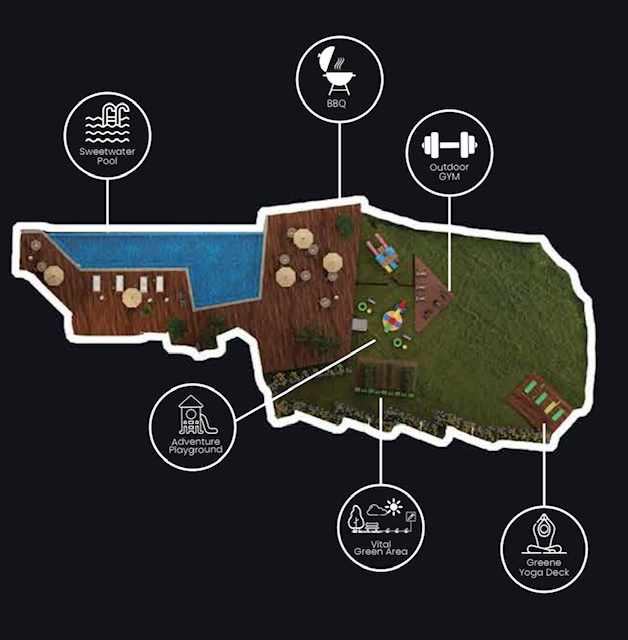 BBQ
Sweetwater
Pool
Outdoor
GYM
Adventure
Playground
Vital
Green Area
Greene
Yoga Deck